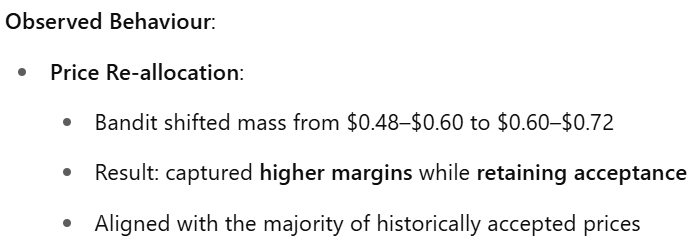 Observed Behaviour:
• Price Re-allocation:
• Bandit shifted mass from $0.48–$0.60 to $0.60–$0.72
• Result: captured higher margins while retaining acceptance
• Aligned with the majority of historically accepted prices